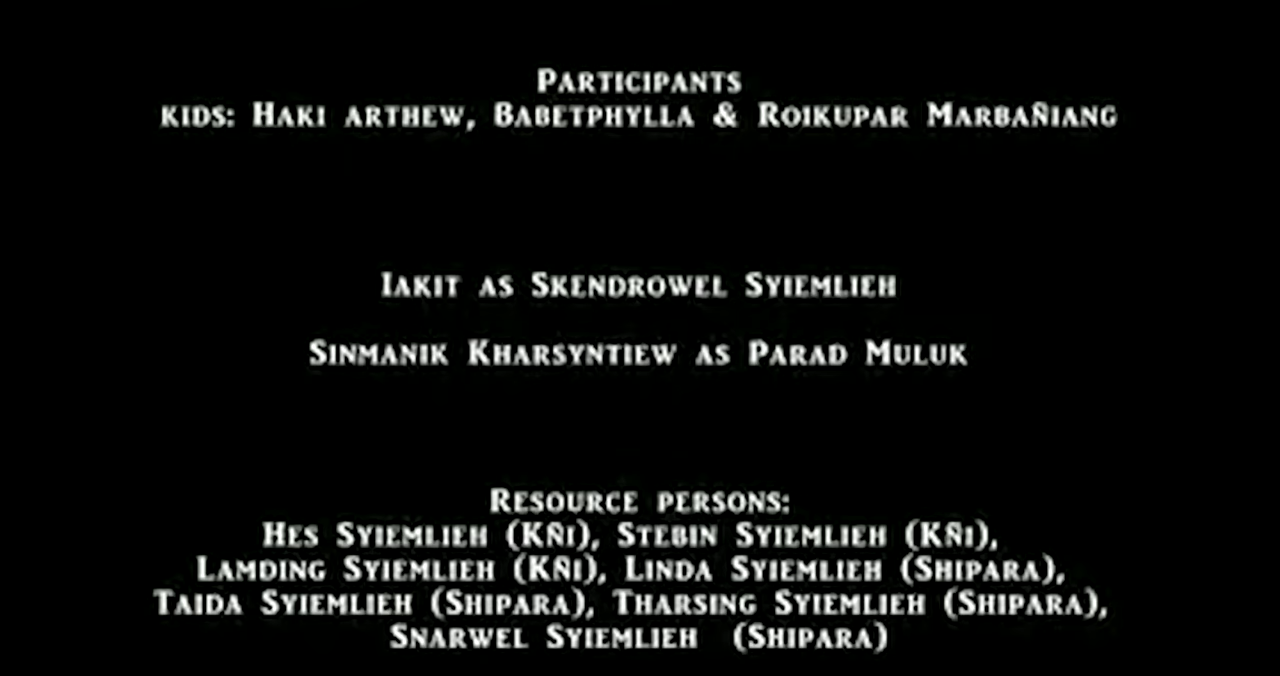 Participants
kids: Haki arthew, Babetphylla & Roikupar Marbañiang
Iakit as Skendrowel Syiemlieh
Sinmanik Kharsyntiew as Parad Muluk
Resource persons:
Hes Syiemlieh (Kñi), Stebin Syiemlieh (Kñi),
Lamding Syiemlieh (Kñi), Linda Syiemlieh (Shipara),
Taida Syiemlieh (Shipara), Tharsing Syiemlieh (Shipara),
Snarwel Syiemlieh (Shipara)